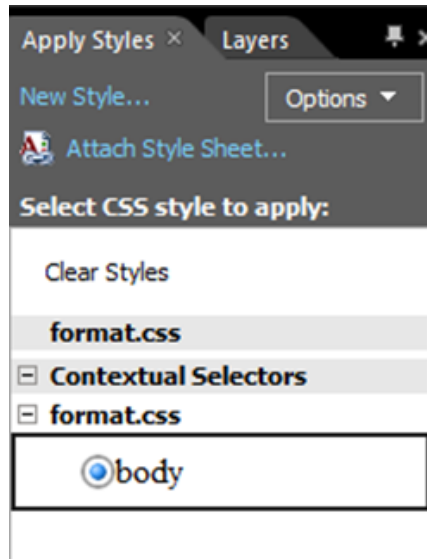 Apply Styles Layers
New Style... Options
Attach Style Sheet...
Select CSS style to apply:
Clear Styles
format.css
Contextual Selectors
format.css
body